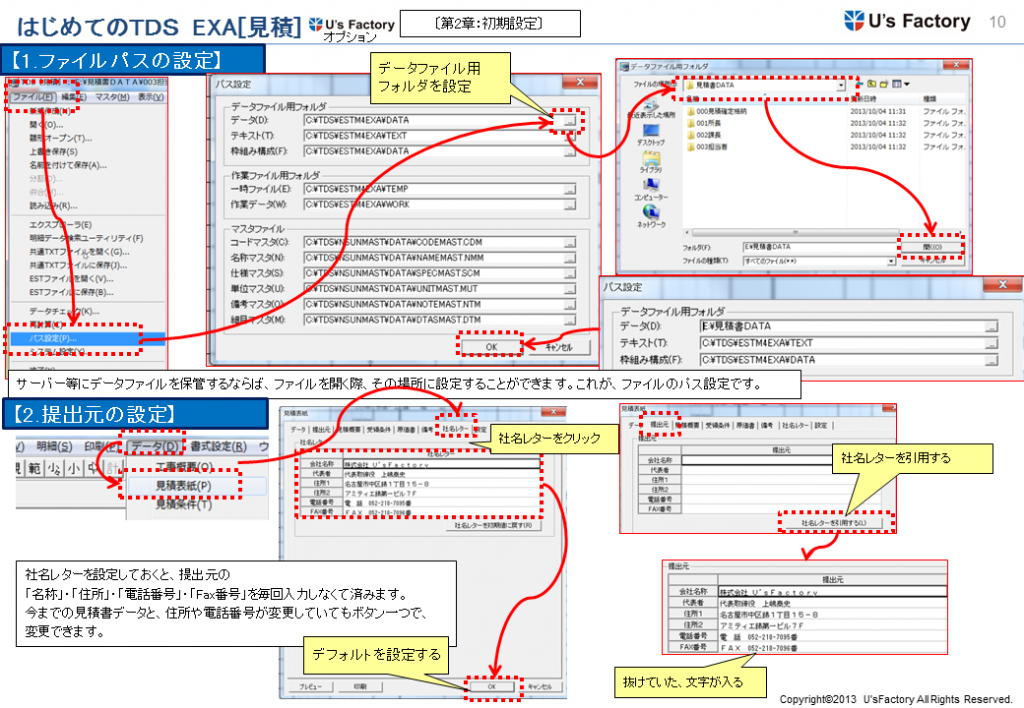 はじめてのTDS EXA[見積]
U's Factory
オプション
〔第2章:初期設定〕
U's Factory
10
【1.ファイルパスの設定】
ファイル(F)
編集(E)
マスタ(M)
表示(V)
開く(O)...
雛形オープン(T)...
上書き保存(S)
名前を付けて保存(A)...
読み込み(R)...
エクスプローラ(E)
明細データ検索ユーティリティ(F)
共通TXTファイルを開く(G)...
共通TXTファイルに保存(J)...
ESTファイルを開く(V)...
ESTファイルに保存(B)...
データチェック(K)...
パス設定(P)...
パス設定
データファイル用フォルダ
データ(D):
C:¥TDS¥ESTM4EXA¥DATA
テキスト(T):
C:¥TDS¥ESTM4EXA¥TEXT
枠組み構成(F):
C:¥TDS¥ESTM4EXA¥DATA
作業ファイル用フォルダ
一時ファイル(E):
C:¥TDS¥ESTM4EXA¥TEMP
作業データ(W):
C:¥TDS¥ESTM4EXA¥WORK
マスタファイル
コードマスタ(C):
C:¥TDS¥NSUNMAST¥DATA¥CODEMAST.CDM
名称マスタ(N):
C:¥TDS¥NSUNMAST¥DATA¥NAMEMAST.NMM
仕様マスタ(S):
C:¥TDS¥NSUNMAST¥DATA¥SPECMAST.SCM
単位マスタ(U):
C:¥TDS¥NSUNMAST¥DATA¥UNITMAST.MUT
備考マスタ(O):
C:¥TDS¥NSUNMAST¥DATA¥NOTEMAST.NTM
細目マスタ(M):
C:¥TDS¥NSUNMAST¥DATA¥DTASMAST.DTM
OK
キャンセル
データファイル用
フォルダを設定
データファイル用フォルダ
見積書DATA
更新日時
種類
000見積確定格納
2013/10/04 11:31
ファイル フォ.
001所長
2013/10/04 11:32
ファイル フォ.
002課長
2013/10/04 11:32
ファイル フォ.
003担当者
2013/10/04 11:32
ファイル フォ.
デスクトップ
ライブラリ
コンピューター
ネットワーク
フォルダ(F):
E:¥見積書DATA
開(O)
ファイルの種類(T):
すべてのファイル(*.*)
パス設定
データファイル用フォルダ
データ(D):
E:¥見積書DATA
テキスト(T):
C:¥TDS¥ESTM4EXA¥TEXT
枠組み構成(F):
C:¥TDS¥ESTM4EXA¥DATA
サーバー等にデータファイルを保管するならば、ファイルを開く際、その場所に設定することができます。これが、ファイルのパス設定です。
【2.提出元の設定】
明細(S)
印刷(
データ(D)
書式設定(R)
ウ
範
小
工事概要(O)
見積表紙(P)
見積条件(T)
見積表紙
データ
提出元
見積概要
受領条件
原価書
備考
社名レター
設定
社名レター
会社名称
株式会社 U'sFactory
代表者
代表取締役 上嶋泰史
住所1
名古屋市中区錦1丁目15-8
住所2
アミティエ錦第一ビル7F
電話番号
電 話 052-218-7095番
FAX番号
FAX 052-218-7096番
社名レターを初期値に戻す(R)
プレビュー
印刷
OK
キャンセル
社名レターをクリック
見積表紙
提出元
見積概要
受領条件
原価書
備考
社名レター
設定
提出元
会社名称
代表者
住所1
住所2
電話番号
FAX番号
社名レターを引用する(L)
社名レターを引用する
提出元
提出元
会社名称
株式会社 U'sFactory
代表者
代表取締役 上嶋泰史
住所1
名古屋市中区錦1丁目15-8
住所2
アミティエ錦第一ビル7F
電話番号
電 話 052-218-7095番
FAX番号
FAX 052-218-7096番
社名レターを設定しておくと、提出元の
「名称」・「住所」・「電話番号」・「Fax番号」を毎回入力しなくて済みます。
今までの見積書データと、住所や電話番号が変更していてもボタン一つで、
変更できます。
デフォルトを設定する
抜けていた、文字が入る
Copyright©2013 U'sFactory All Rights Reserved.